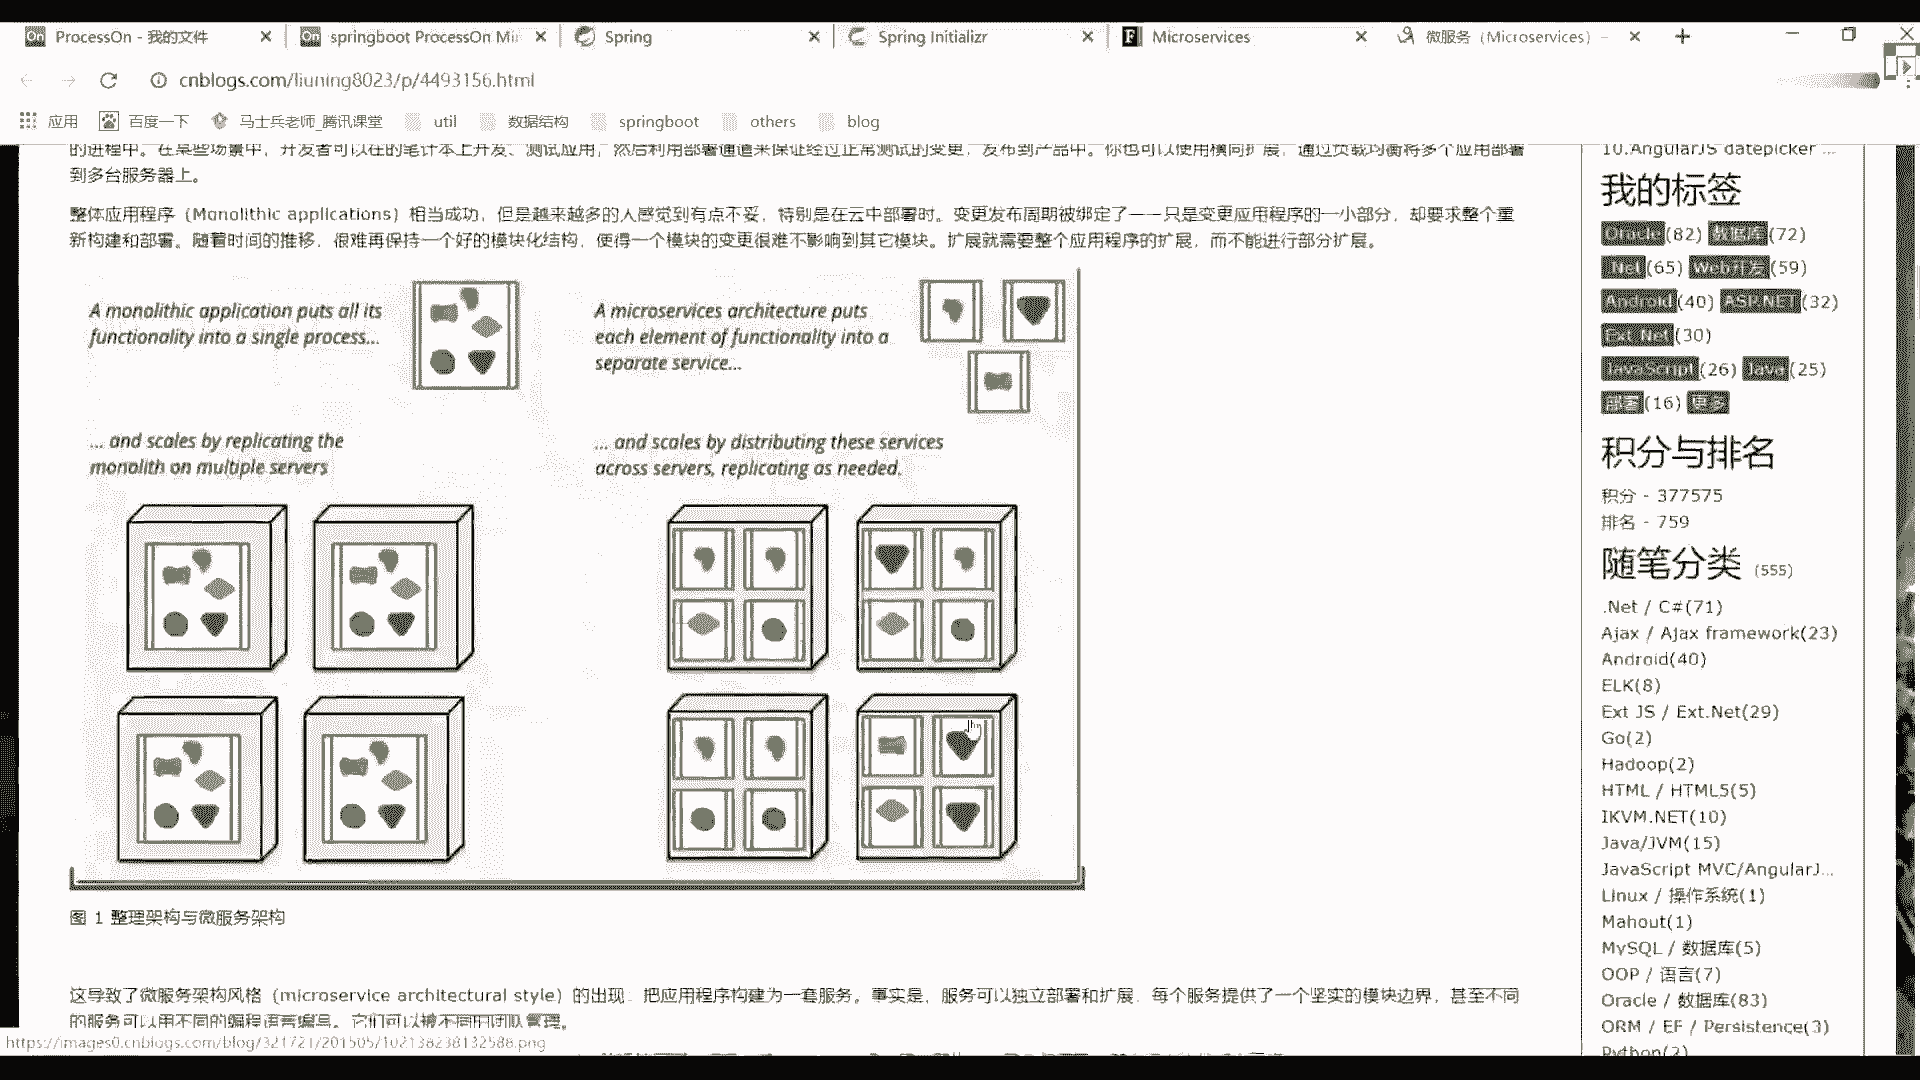 ProcessOn - 我的文件
springboot ProcessOn Min
Spring
Spring Initializr
Microservices
微服务（Microservices）-
cnblogs.com/liuning8023/p/4493156.html
应用
百度一下
马士兵老师_腾讯课堂
util
数据结构
springboot
others
blog
的进程中。在某些场景中，开发者可以在的笔计本上开发、测试应用，然后利用部署通道来保证经过正常测试的变更，发布到产品中。你也可以使用横向扩展，通过负载均衡将多个应用部署
到多台服务器上。
整体应用程序（Monolithic applications）相当成功，但是越来越多的人感觉到有点不妥，特别是在云中部署时。变更发布周期被绑定了——只是变更应用程序的一小部分，却要求整个重
新构建和部署。随着时间的推移，很难再保持一个好的模块化结构，使得一个模块的变更很难不影响到其它模块。扩展就需要整个应用程序的扩展，而不能进行部分扩展。
A monolithic application puts all its
functionality into a single process...
A microservices architecture puts
each element of functionality into a
separate service...
... and scales by replicating the
monolith on multiple servers
... and scales by distributing these services
across servers, replicating as needed.
图 1 整理架构与微服务架构
这导致了微服务架构风格（microservice architectural style）的出现：把应用程序构建为一套服务。事实是，服务可以独立部署和扩展，每个服务提供了一个坚实的模块边界，甚至不同
的服务可以用不同的编程语言编写。它们可以被不同的团队管理。
https://images0.cnblogs.com/blog/321721/201505/102138238132588.png
10.AngularJS datepicker ...
我的标签
Oracle(82) 数据库(72)
.Net(65) Web开发(59)
Android(40) ASP.NET(32)
Ext.Net(30)
JavaScript(26) Java(25)
部署(16) 更多
积分与排名
积分 - 377575
排名 - 759
随笔分类 (555)
.Net / C#(71)
Ajax / Ajax framework(23)
Android(40)
ELK(8)
Ext JS / Ext.Net(29)
Go(2)
Hadoop(2)
HTML / HTML5(5)
IKVM.NET(10)
Java/JVM(15)
JavaScript MVC/AngularJ...
Linux / 操作系统(1)
Mahout(1)
MySQL / 数据库(5)
OOP / 语言(7)
Oracle / 数据库(83)
ORM / EF / Persistence(3)
Python(2)